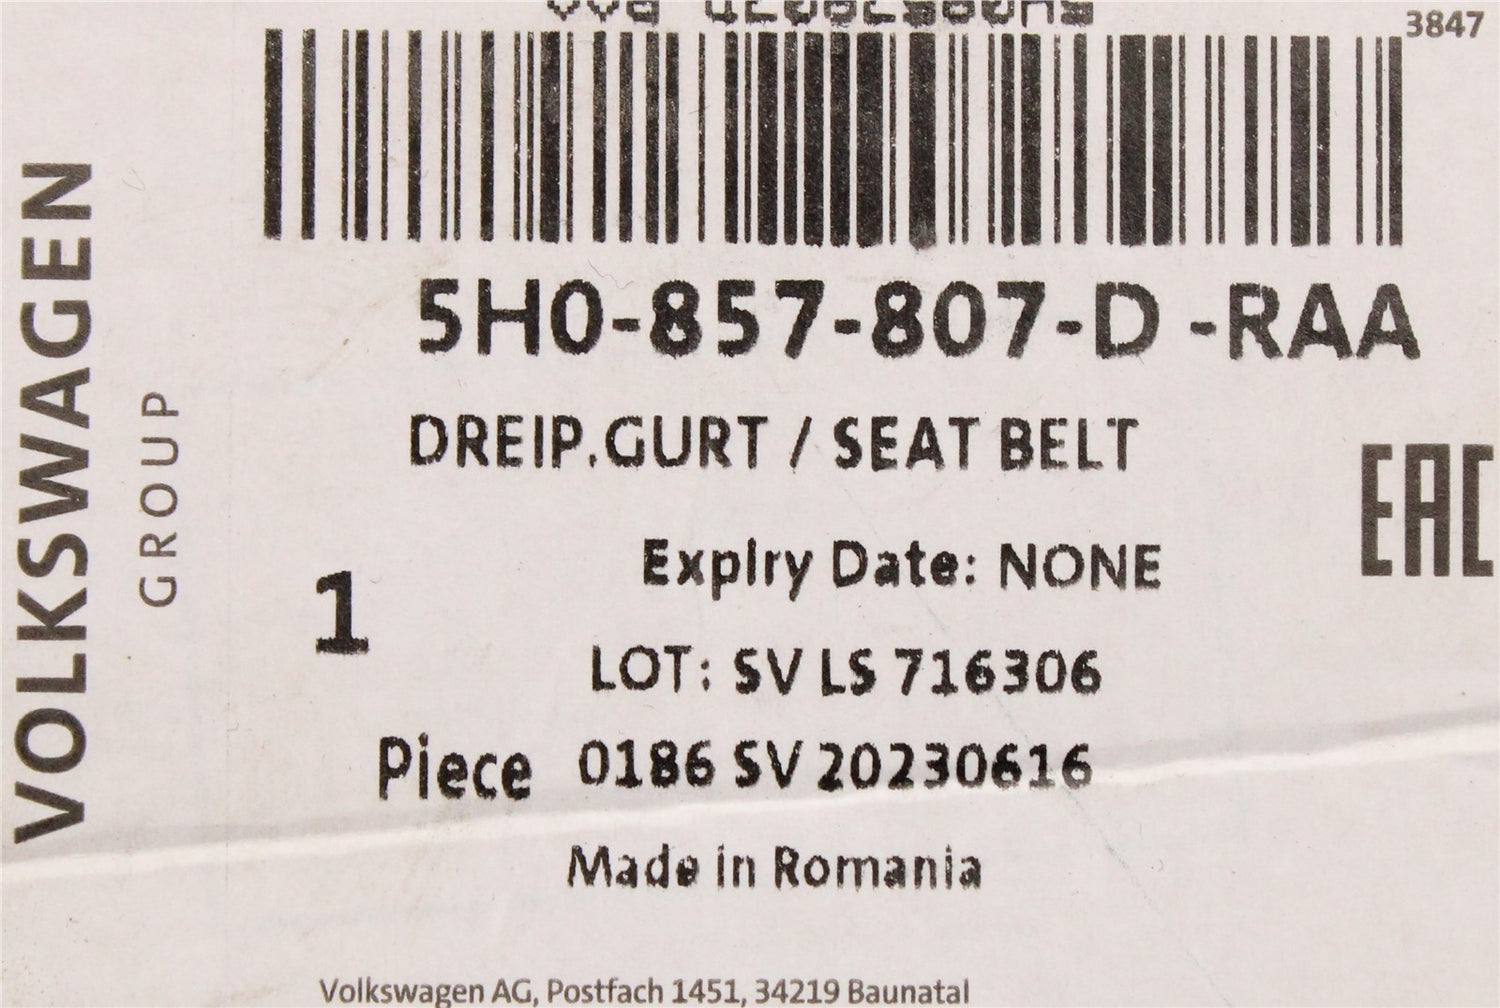 3847
VOLKSWAGEN
GROUP
5H0-857-807-D -RAA
DREIP.GURT / SEAT BELT
EAC
Expiry Date: NONE
1
LOT: SV LS 716306
Piece 0186 SV 20230616
Made in Romania
Volkswagen AG, Postfach 1451, 34219 Baunatal